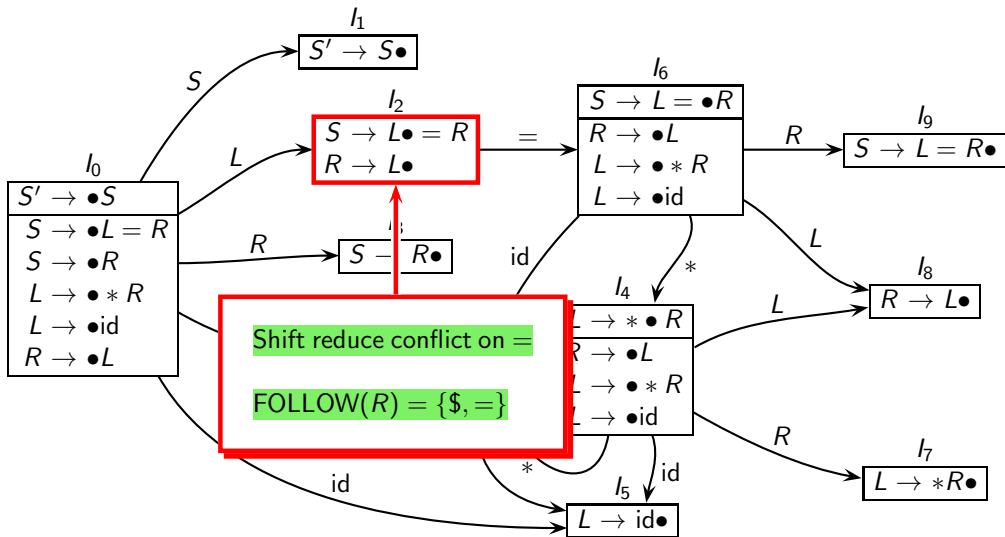 I₁
S′ → S●
S
I₂
S → L● = R
R → L●
L
=
I₆
S → L = ●R
R → ●L
L → ● ∗ R
L → ●id
R
I₉
S → L = R●
I₀
S′ → ●S
S → ●L = R
S → ●R
L → ● ∗ R
L → ●id
R → ●L
R
S → R●
id
∗
L
I₈
R → L●
I₄
L → ∗ ● R
R → ●L
L → ● ∗ R
L → ●id
L
Shift reduce conflict on =
FOLLOW(R) = {$, =}
R
I₇
L → ∗R●
id
∗
id
I₅
L → id●